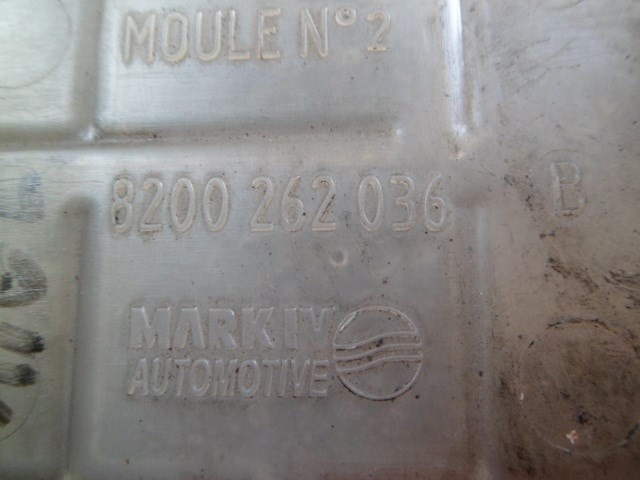 MOULE N° 2
8200 262 036 B
MARK IV
AUTOMOTIVE